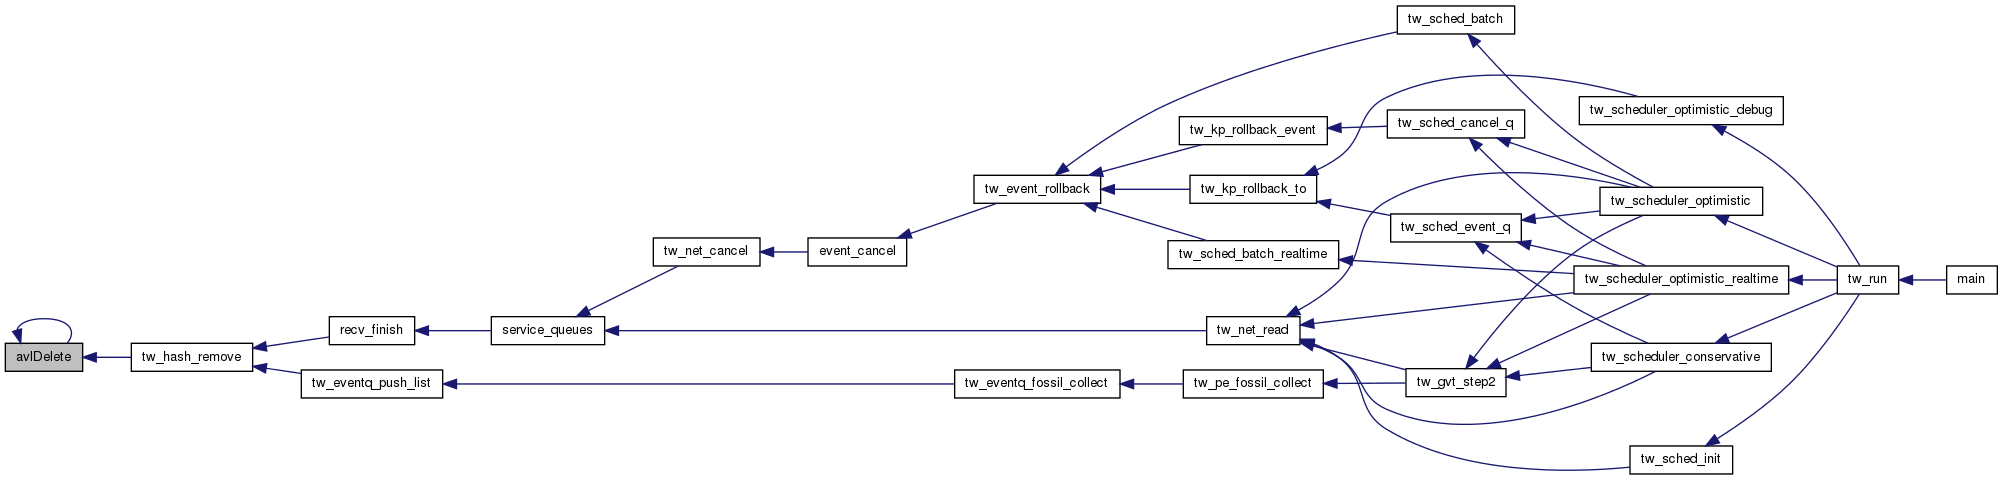 tw_sched_batch
tw_scheduler_optimistic_debug
tw_kp_rollback_event
tw_sched_cancel_q
tw_event_rollback
tw_kp_rollback_to
tw_scheduler_optimistic
tw_sched_event_q
tw_net_cancel
event_cancel
tw_sched_batch_realtime
tw_scheduler_optimistic_realtime
tw_run
main
recv_finish
service_queues
tw_net_read
avlDelete
tw_hash_remove
tw_scheduler_conservative
tw_eventq_push_list
tw_eventq_fossil_collect
tw_pe_fossil_collect
tw_gvt_step2
tw_sched_init